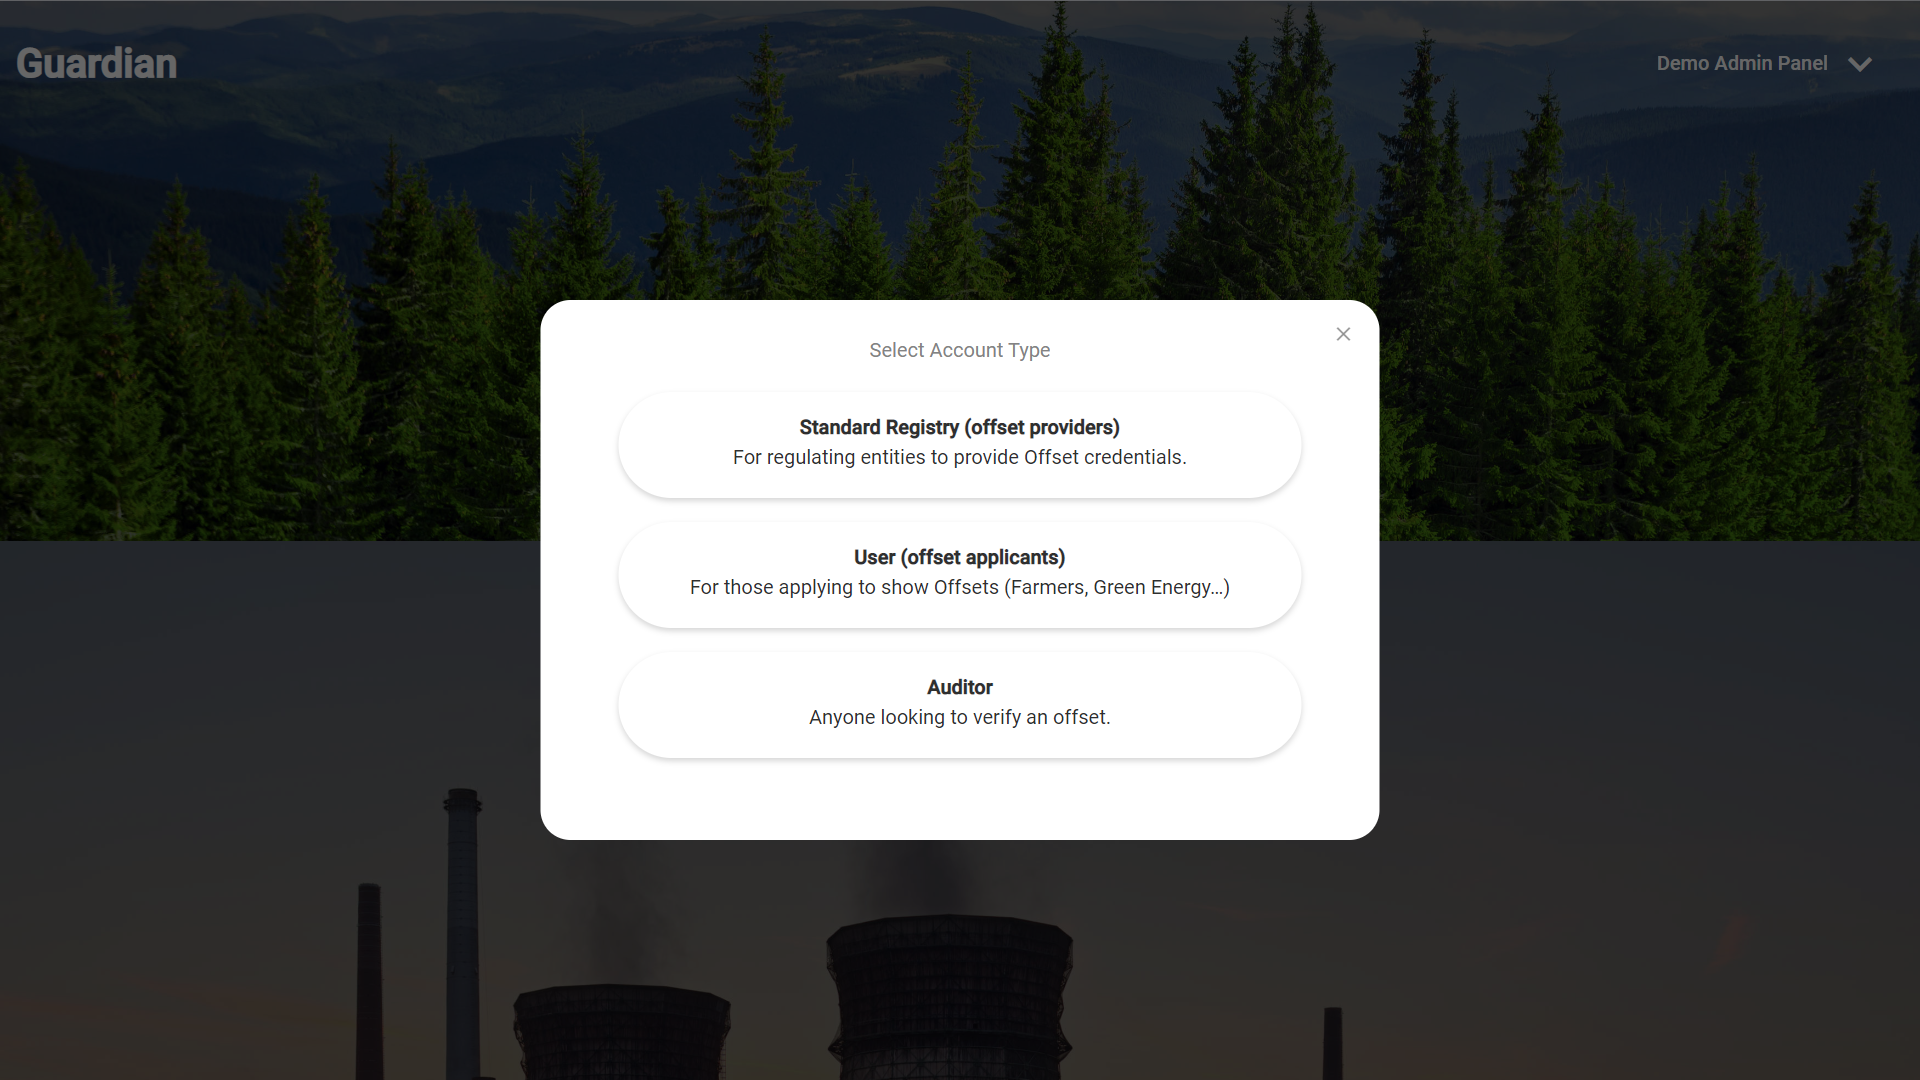 Guardian
Demo Admin Panel
Select Account Type
Standard Registry (offset providers)
For regulating entities to provide Offset credentials.
User (offset applicants)
For those applying to show Offsets (Farmers, Green Energy...)
Auditor
Anyone looking to verify an offset.